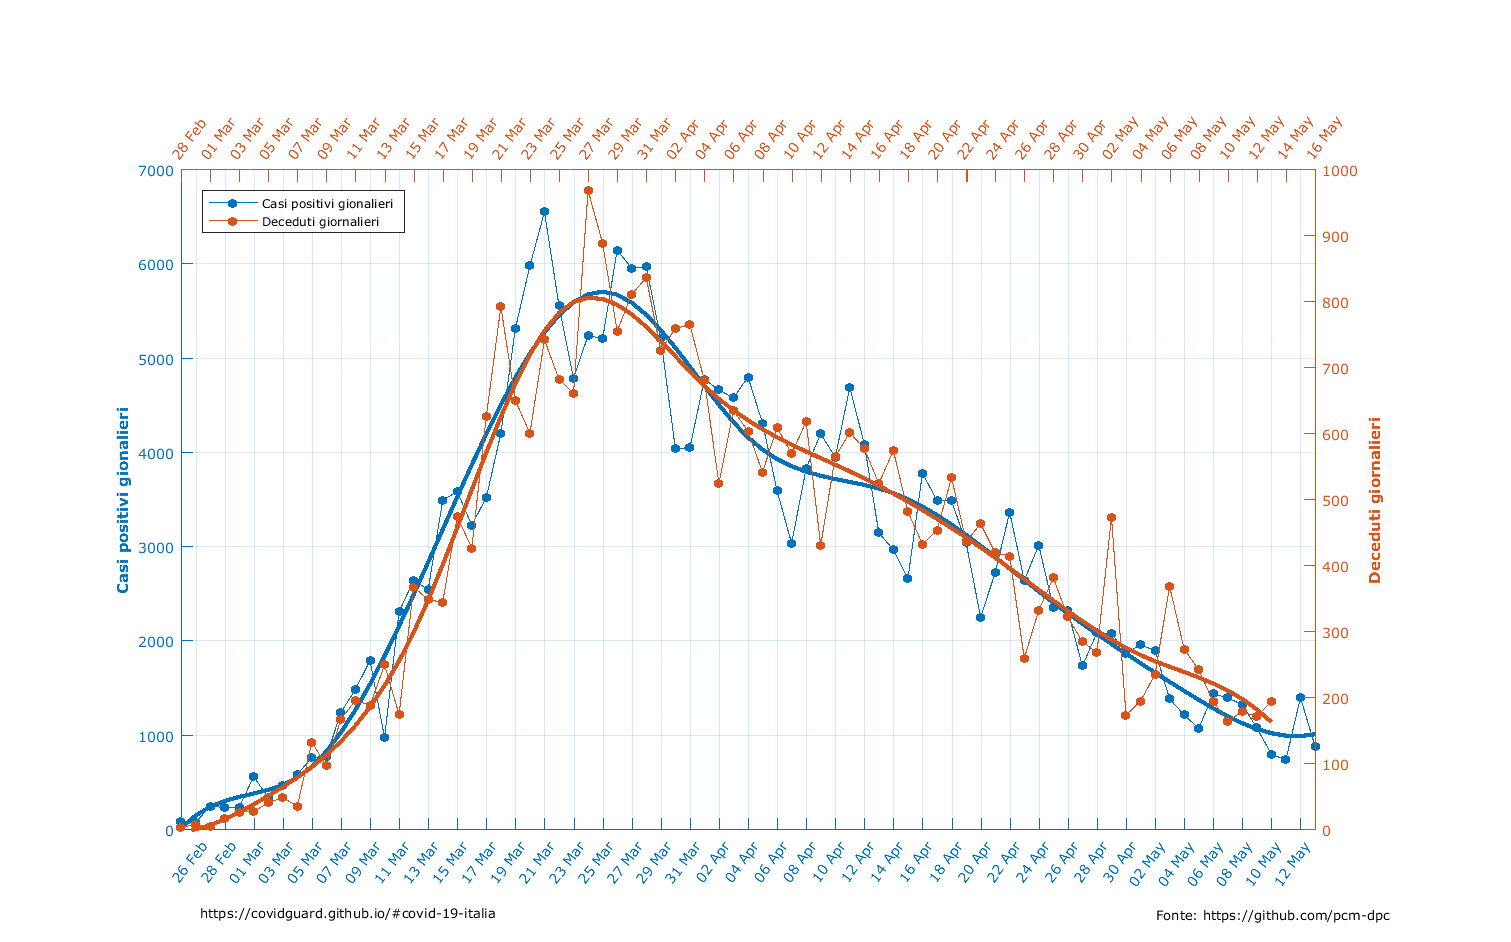 28 Feb 01 Mar 03 Mar 05 Mar 07 Mar 09 Mar 11 Mar 13 Mar 15 Mar 17 Mar 19 Mar 21 Mar 23 Mar 25 Mar 27 Mar 29 Mar 31 Mar 02 Apr 04 Apr 06 Apr 08 Apr 10 Apr 12 Apr 14 Apr 16 Apr 18 Apr 20 Apr 22 Apr 24 Apr 26 Apr 28 Apr 30 Apr 02 May 04 May 06 May 08 May 10 May 12 May 14 May 16 May
7000
6000
5000
4000
3000
2000
1000
0
Casi positivi gionalieri
Casi positivi gionalieri
Deceduti giornalieri
1000
900
800
700
600
500
400
300
200
100
0
Deceduti giornalieri
26 Feb 28 Feb 01 Mar 03 Mar 05 Mar 07 Mar 09 Mar 11 Mar 13 Mar 15 Mar 17 Mar 19 Mar 21 Mar 23 Mar 25 Mar 27 Mar 29 Mar 31 Mar 02 Apr 04 Apr 06 Apr 08 Apr 10 Apr 12 Apr 14 Apr 16 Apr 18 Apr 20 Apr 22 Apr 24 Apr 26 Apr 28 Apr 30 Apr 02 May 04 May 06 May 08 May 10 May 12 May
https://covidguard.github.io/#covid-19-italia
Fonte: https://github.com/pcm-dpc